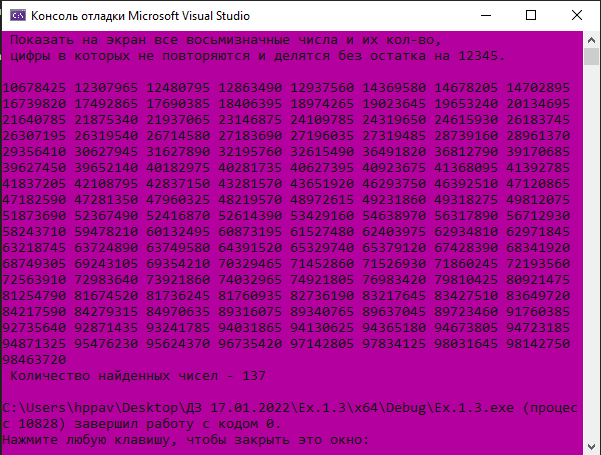 Консоль отладки Microsoft Visual Studio
Показать на экран все восьмизначные числа и их кол-во,
цифры в которых не повторяются и делятся без остатка на 12345.
10678425 12307965 12480795 12863490 12937560 14369580 14678205 14702895
16739820 17492865 17690385 18406395 18974265 19023645 19653240 20134695
21640785 21875340 21937065 23146875 24109785 24319650 24615930 26183745
26307195 26319540 26714580 27183690 27196035 27319485 28739160 28961370
29356410 30627945 31627890 32195760 32615490 36491820 36812790 39170685
39627450 39652140 40182975 40281735 40627395 40923675 41368095 41392785
41837205 42108795 42837150 43281570 43651920 46293750 46392510 47120865
47182590 47281350 47960325 48219570 48972615 49231860 49318275 49812075
51873690 52367490 52416870 52614390 53429160 54638970 56317890 56712930
58243710 59478210 60132495 60873195 61527480 62403975 62934810 62971845
63218745 63724890 63749580 64391520 65329740 65379120 67428390 68341920
68749305 69243105 69354210 70329465 71452860 71526930 71860245 72193560
72563910 72983640 73921860 74032965 74921805 76983420 79810425 80921475
81254790 81674520 81736245 81760935 82736190 83217645 83427510 83649720
84217590 84279315 84970635 89316075 89340765 89637045 89723460 91760385
92735640 92871435 93241785 94031865 94130625 94365180 94673805 94723185
94871325 95476230 95624370 96735420 97142805 97834125 98031645 98142750
98463720
Количество найденных чисел - 137
C:\Users\hppav\Desktop\ДЗ 17.01.2022\Ex.1.3\x64\Debug\Ex.1.3.exe (процес
с 10828) завершил работу с кодом 0.
Нажмите любую клавишу, чтобы закрыть это окно: